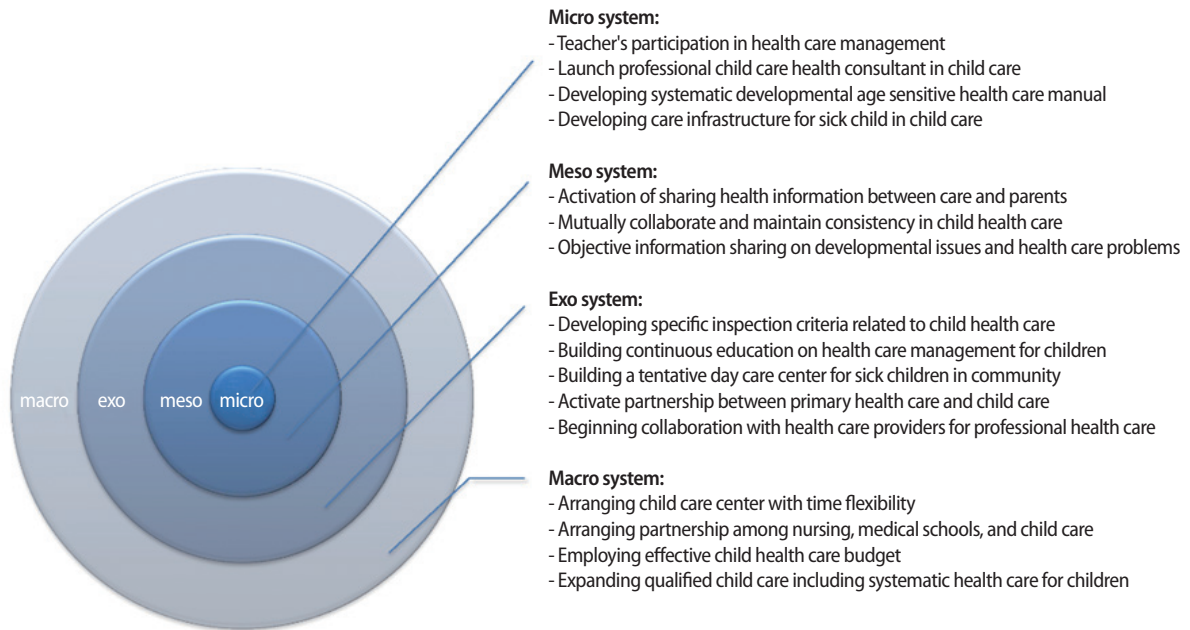 Micro system:
- Teacher's participation in health care management
- Launch professional child care health consultant in child care
- Developing systematic developmental age sensitive health care manual
- Developing care infrastructure for sick child in child care
Meso system:
- Activation of sharing health information between care and parents
- Mutually collaborate and maintain consistency in child health care
- Objective information sharing on developmental issues and health care problems
Exo system:
- Developing specific inspection criteria related to child health care
- Building continuous education on health care management for children
- Building a tentative day care center for sick children in community
- Activate partnership between primary health care and child care
- Beginning collaboration with health care providers for professional health care
Macro system:
- Arranging child care center with time flexibility
- Arranging partnership among nursing, medical schools, and child care
- Employing effective child health care budget
- Expanding qualified child care including systematic health care for children
macro exo meso micro